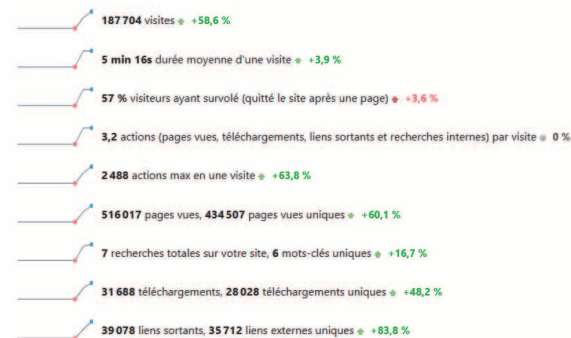 187 704 visites +58,6 %
5 min 16s durée moyenne d'une visite +3,9 %
57 % visiteurs ayant survolé (quitté le site après une page) +3,6 %
3,2 actions (pages vues, téléchargements, liens sortants et recherches internes) par visite 0 %
2 488 actions max en une visite +63,8 %
516 017 pages vues, 434 507 pages vues uniques +60,1 %
7 recherches totales sur votre site, 6 mots-clés uniques +16,7 %
31 688 téléchargements, 28 028 téléchargements uniques +48,2 %
39 078 liens sortants, 35 712 liens externes uniques +83,8 %